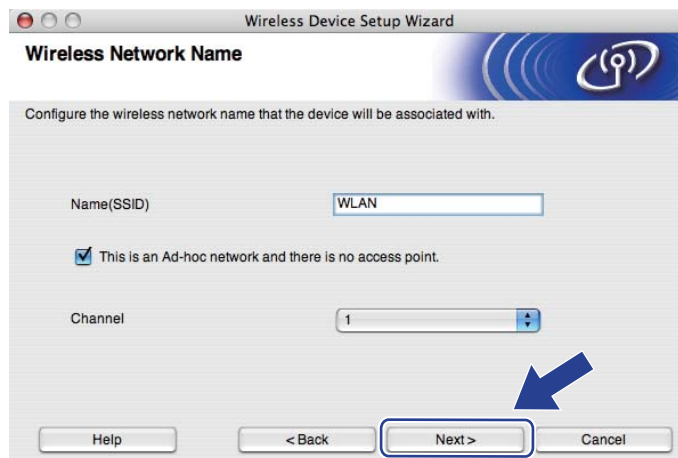 Wireless Device Setup Wizard
Wireless Network Name
Configure the wireless network name that the device will be associated with.
Name(SSID) WLAN
This is an Ad-hoc network and there is no access point.
Channel 1
Help <Back Next> Cancel